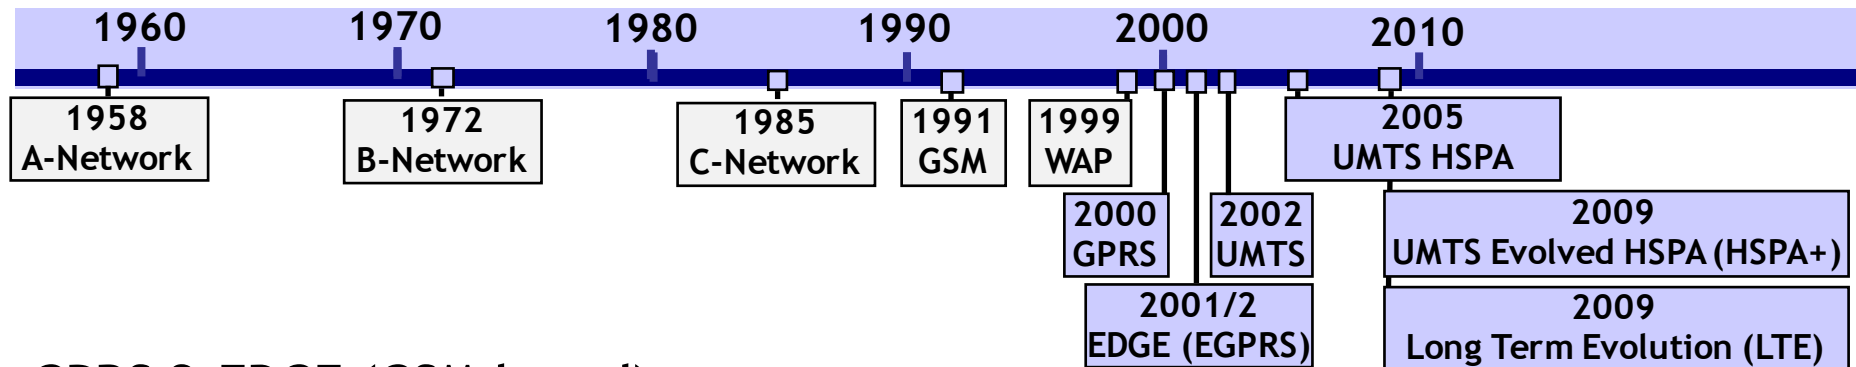 1960 1970 1980 1990 2000 2010
1958
A-Network
1972
B-Network
1985
C-Network
1991
GSM
1999
WAP
2000
GPRS
2001/2
EDGE (EGPRS)
2002
UMTS
2005
UMTS HSPA
2009
UMTS Evolved HSPA (HSPA+)
2009
Long Term Evolution (LTE)